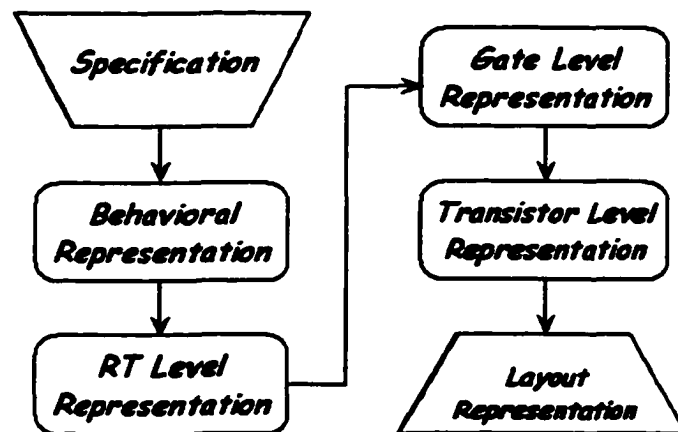 Specification
Behavioral
Representation
RT Level
Representation
Gate Level
Representation
Transistor Level
Representation
Layout
Representation